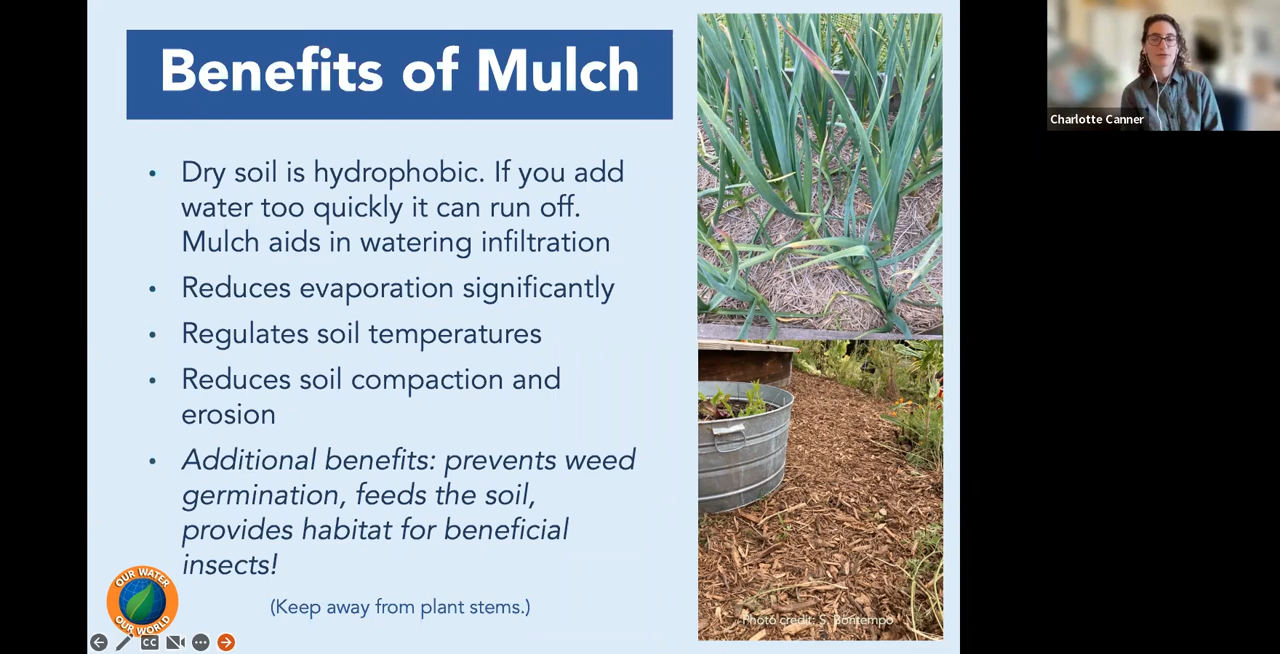 Benefits of Mulch
• Dry soil is hydrophobic. If you add
water too quickly it can run off.
Mulch aids in watering infiltration
• Reduces evaporation significantly
• Regulates soil temperatures
• Reduces soil compaction and
erosion
• Additional benefits: prevents weed
germination, feeds the soil,
provides habitat for beneficial
insects!
(Keep away from plant stems.)
OUR WATER
OUR WORLD
CC
Photo credit: S. Bontempo
Charlotte Canner